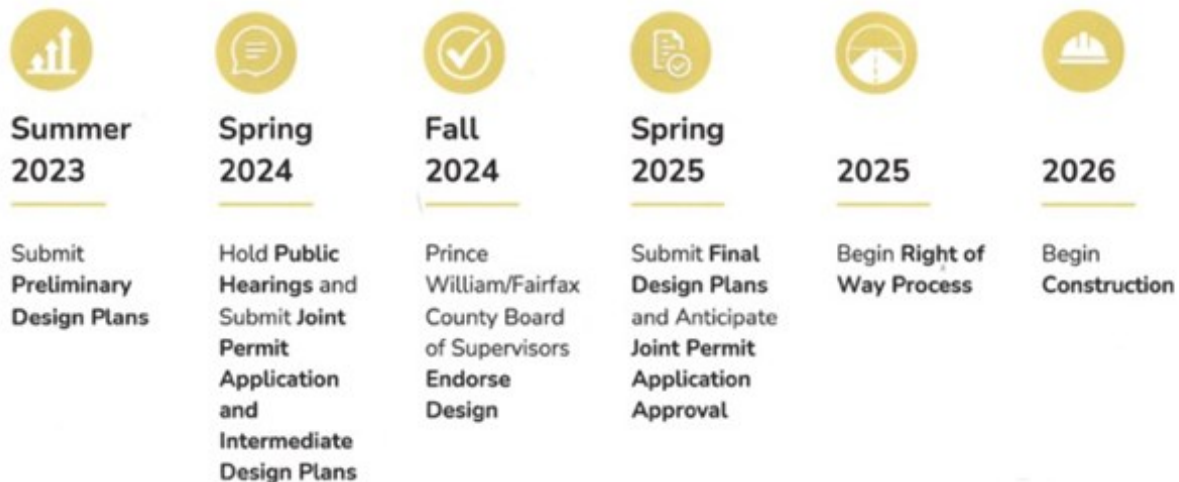 Summer
2023
Submit
Preliminary
Design Plans
Spring
2024
Hold Public
Hearings and
Submit Joint
Permit
Application
and
Intermediate
Design Plans
Fall
2024
Prince
William/Fairfax
County Board
of Supervisors
Endorse
Design
Spring
2025
Submit Final
Design Plans
and Anticipate
Joint Permit
Application
Approval
2025
Begin Right of
Way Process
2026
Begin
Construction